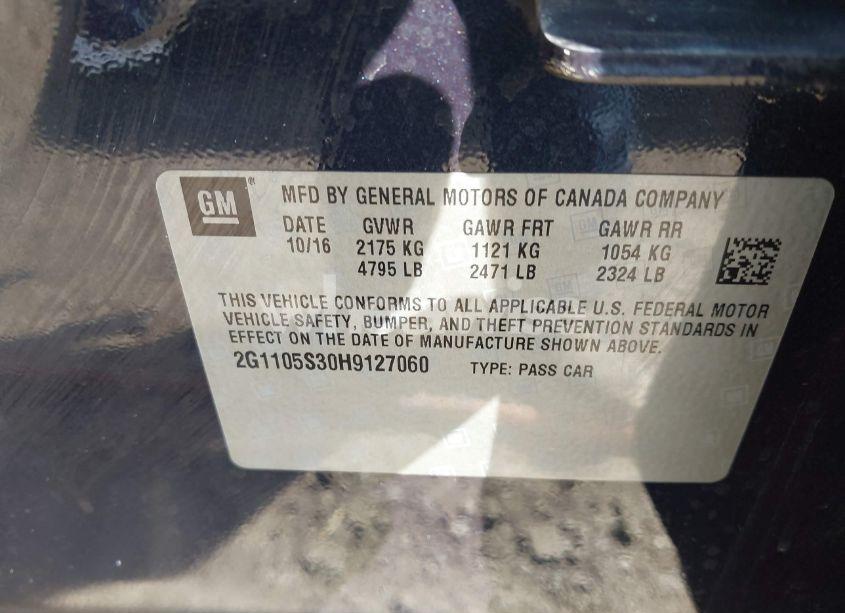 GM®
MFD BY GENERAL MOTORS OF CANADA COMPANY
DATE GVWR GAWR FRT GAWR RR
10/16 2175 KG 1121 KG 1054 KG
4795 LB 2471 LB 2324 LB
THIS VEHICLE CONFORMS TO ALL APPLICABLE U.S. FEDERAL MOTOR
VEHICLE SAFETY, BUMPER, AND THEFT PREVENTION STANDARDS IN
EFFECT ON THE DATE OF MANUFACTURE SHOWN ABOVE.
2G1105S30H9127060 TYPE: PASS CAR